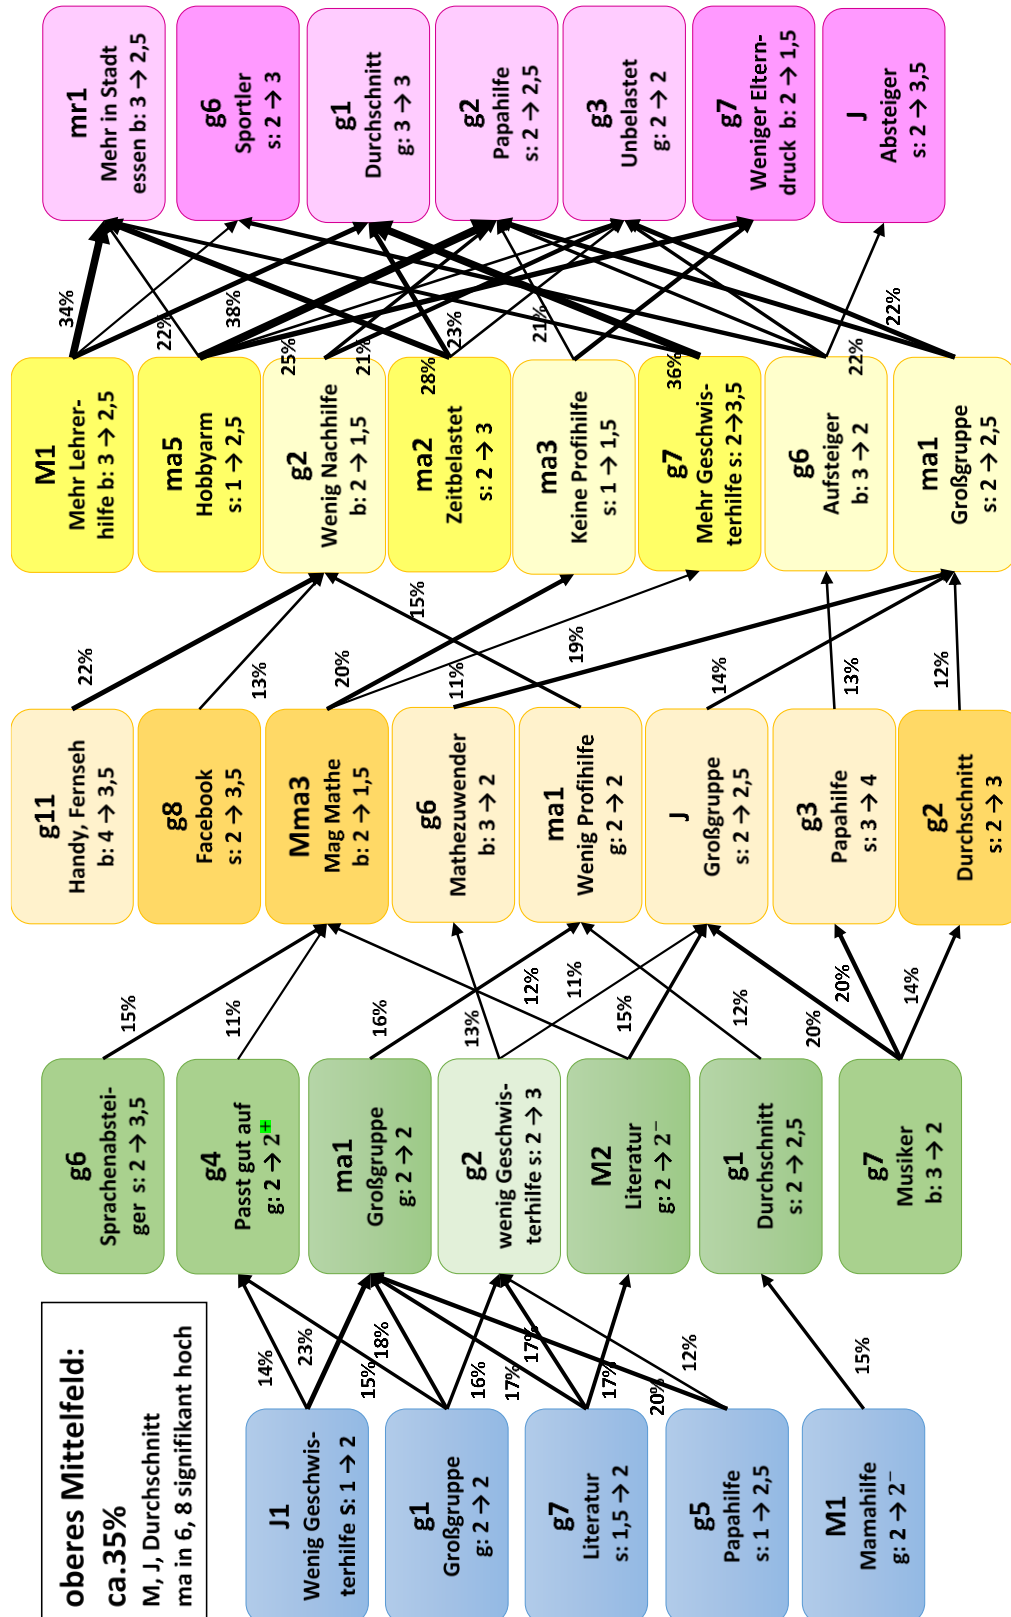 oberes Mittelfeld:
ca.35%
M, J, Durchschnitt
ma in 6, 8 signifikant hoch
J1
Wenig Geschwis-
terhilfe S: 1 → 2
g1
Großgruppe
g: 2 → 2
g7
Literatur
s: 1,5 → 2
g5
Papahilfe
s: 1 → 2,5
M1
Mamahilfe
g: 2 → 2⁻
14%
23%
15%
18%
16%
17%
17%
17%
20%
12%
15%
g6
Sprachenabstei-
ger s: 2 → 3,5
g4
Passt gut auf
g: 2 → 2⁺
ma1
Großgruppe
g: 2 → 2
g2
wenig Geschwis-
terhilfe s: 2 → 3
M2
Literatur
g: 2 → 2⁻
g1
Durchschnitt
s: 2 → 2,5
g7
Musiker
b: 3 → 2
15%
11%
16%
13%
12%
11%
15%
12%
20%
20%
14%
g11
Handy, Fernseh
b: 4 → 3,5
g8
Facebook
s: 2 → 3,5
Mma3
Mag Mathe
b: 2 → 1,5
g6
Mathezuwender
b: 3 → 2
ma1
Wenig Profihilfe
g: 2 → 2
J
Großgruppe
s: 2 → 2,5
g3
Papahilfe
s: 3 → 4
g2
Durchschnitt
s: 2 → 3
22%
13%
20%
15%
11%
19%
14%
13%
12%
M1
Mehr Lehrer-
hilfe b: 3 → 2,5
ma5
Hobbyarm
s: 1 → 2,5
g2
Wenig Nachhilfe
b: 2 → 1,5
ma2
Zeitbelastet
s: 2 → 3
ma3
Keine Profihilfe
s: 1 → 1,5
g7
Mehr Geschwis-
terhilfe s: 2→3,5
g6
Aufsteiger
b: 3 → 2
ma1
Großgruppe
s: 2 → 2,5
34%
22%
38%
25%
21%
28%
23%
21%
36%
22%
22%
mr1
Mehr in Stadt
essen b: 3 → 2,5
g6
Sportler
s: 2 → 3
g1
Durchschnitt
g: 3 → 3
g2
Papahilfe
s: 2 → 2,5
g3
Unbelastet
g: 2 → 2
g7
Weniger Eltern-
druck b: 2 → 1,5
J
Absteiger
s: 2 → 3,5